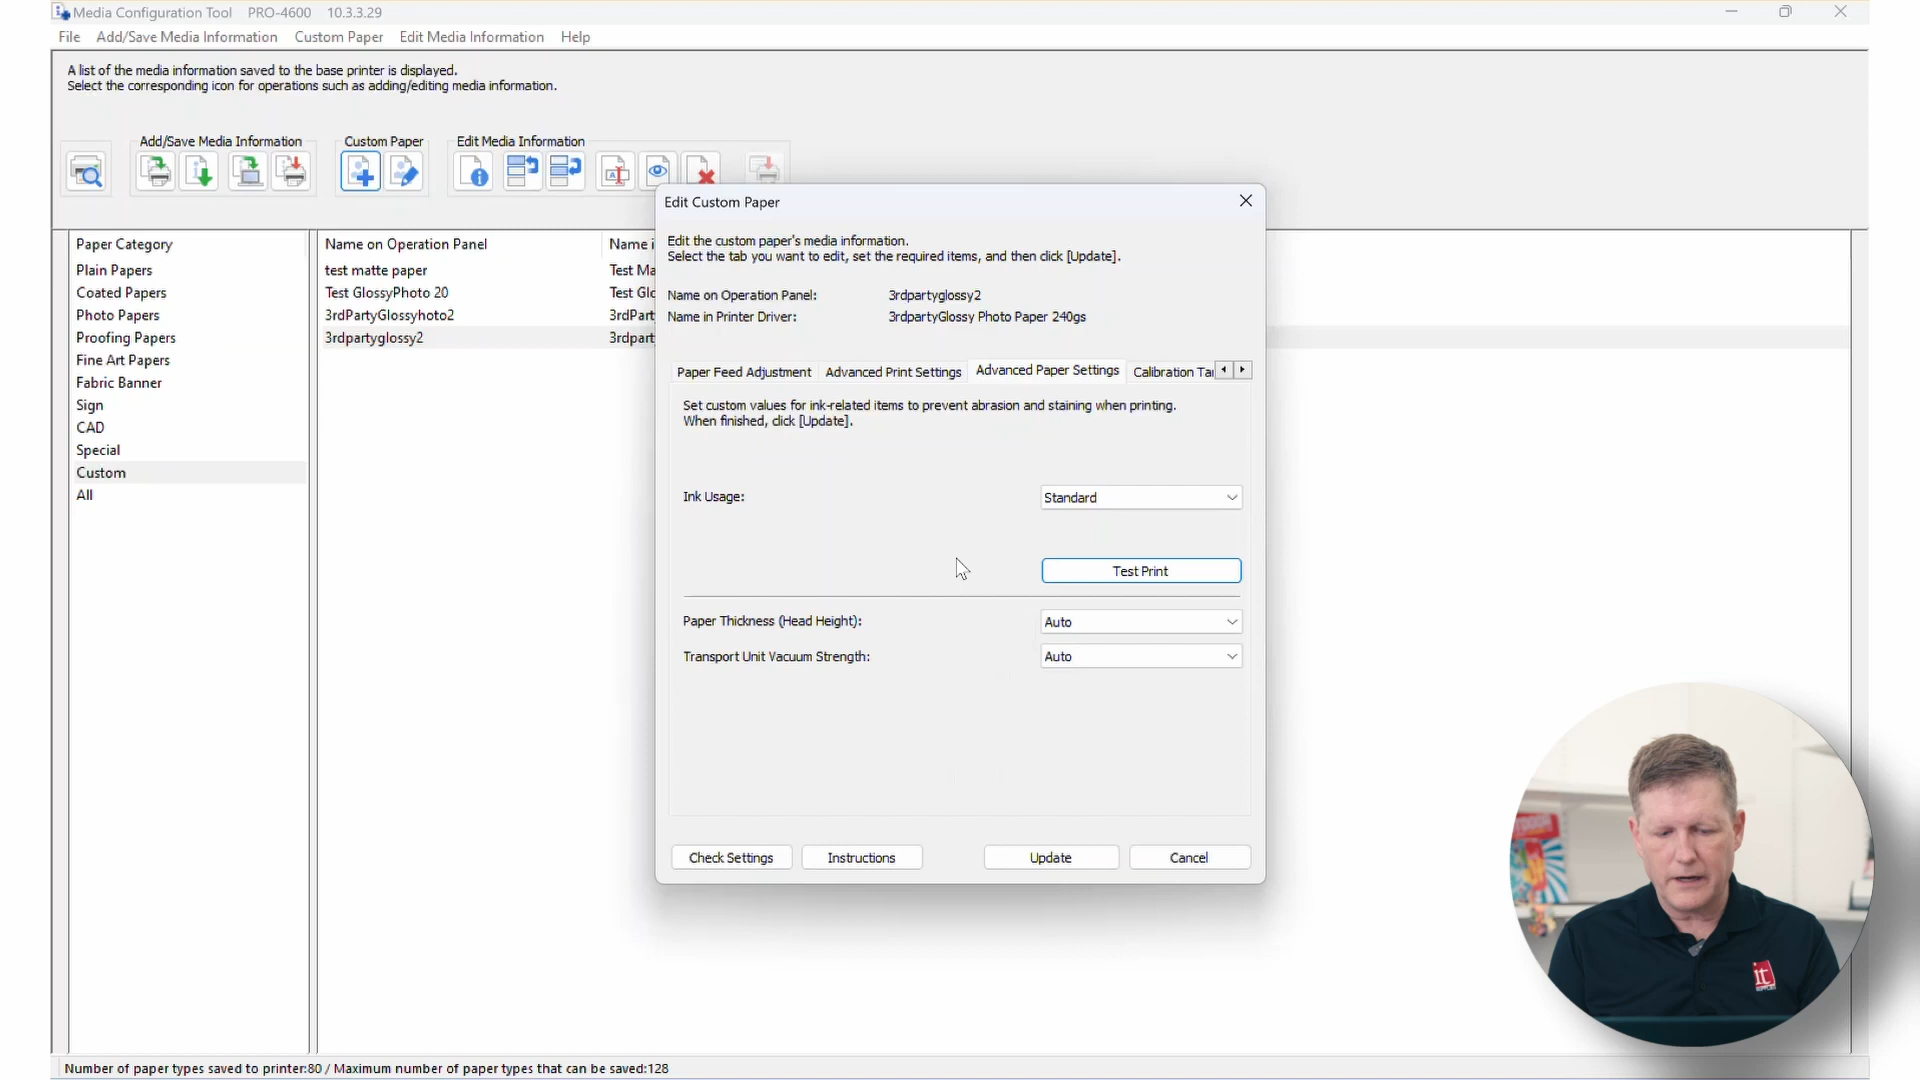 Media Configuration Tool PRO-4600 10.3.3.29
File Add/Save Media Information Custom Paper Edit Media Information Help
A list of the media information saved to the base printer is displayed.
Select the corresponding icon for operations such as adding/editing media information.
Add/Save Media Information Custom Paper Edit Media Information
Paper Category
Plain Papers
Coated Papers
Photo Papers
Proofing Papers
Fine Art Papers
Fabric Banner
Sign
CAD
Special
Custom
All
Name on Operation Panel Name i
test matte paper Test Ma
Test GlossyPhoto 20 Test Glo
3rdPartyGlossyhoto2 3rdPart
3rdpartyglossy2 3rdpart
Edit Custom Paper
Edit the custom paper's media information.
Select the tab you want to edit, set the required items, and then click [Update].
Name on Operation Panel: 3rdpartyglossy2
Name in Printer Driver: 3rdpartyGlossy Photo Paper 240gs
Paper Feed Adjustment Advanced Print Settings Advanced Paper Settings Calibration Tar
Set custom values for ink-related items to prevent abrasion and staining when printing.
When finished, click [Update].
Ink Usage: Standard
Test Print
Paper Thickness (Head Height): Auto
Transport Unit Vacuum Strength: Auto
Check Settings Instructions Update Cancel
it
SUPPLIES
Number of paper types saved to printer:80 / Maximum number of paper types that can be saved:128